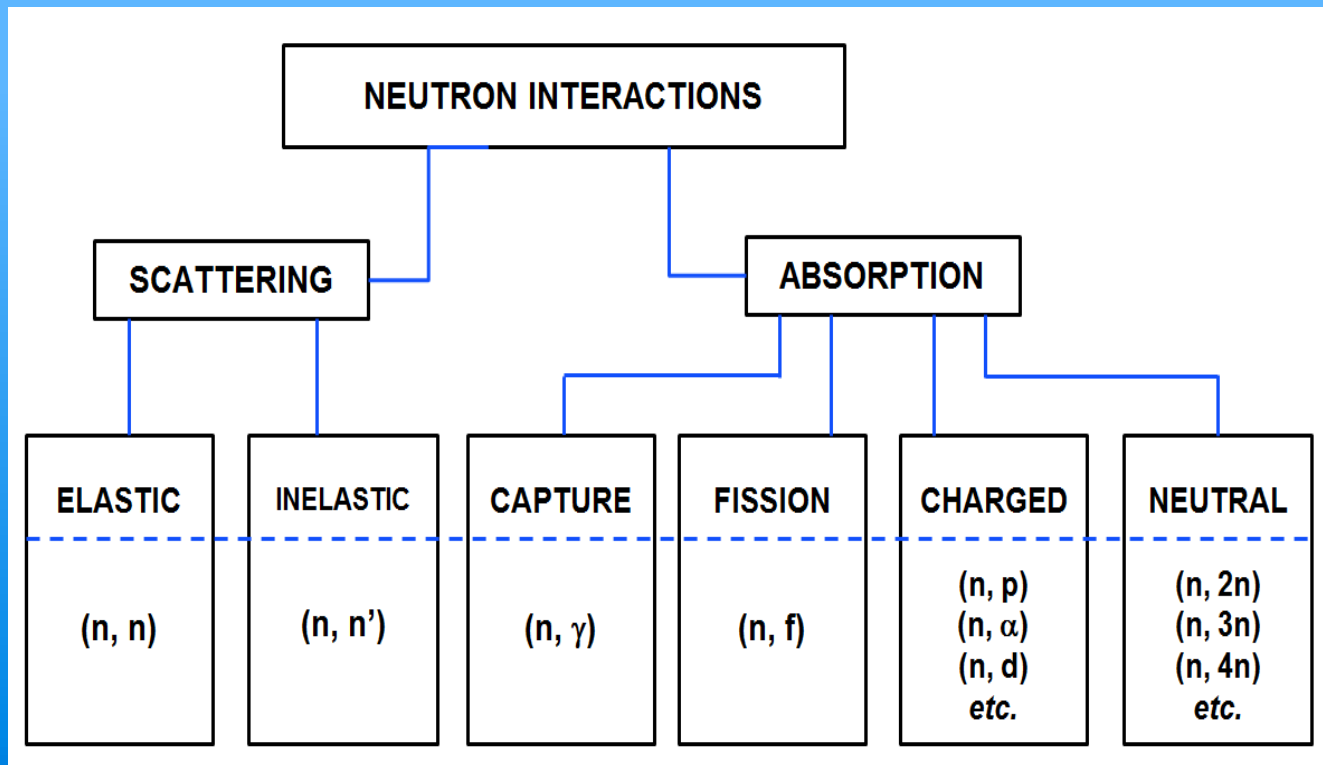 NEUTRON INTERACTIONS
SCATTERING
ABSORPTION
ELASTIC
(n, n)
INELASTIC
(n, n’)
CAPTURE
(n, γ)
FISSION
(n, f)
CHARGED
(n, p)
(n, α)
(n, d)
etc.
NEUTRAL
(n, 2n)
(n, 3n)
(n, 4n)
etc.